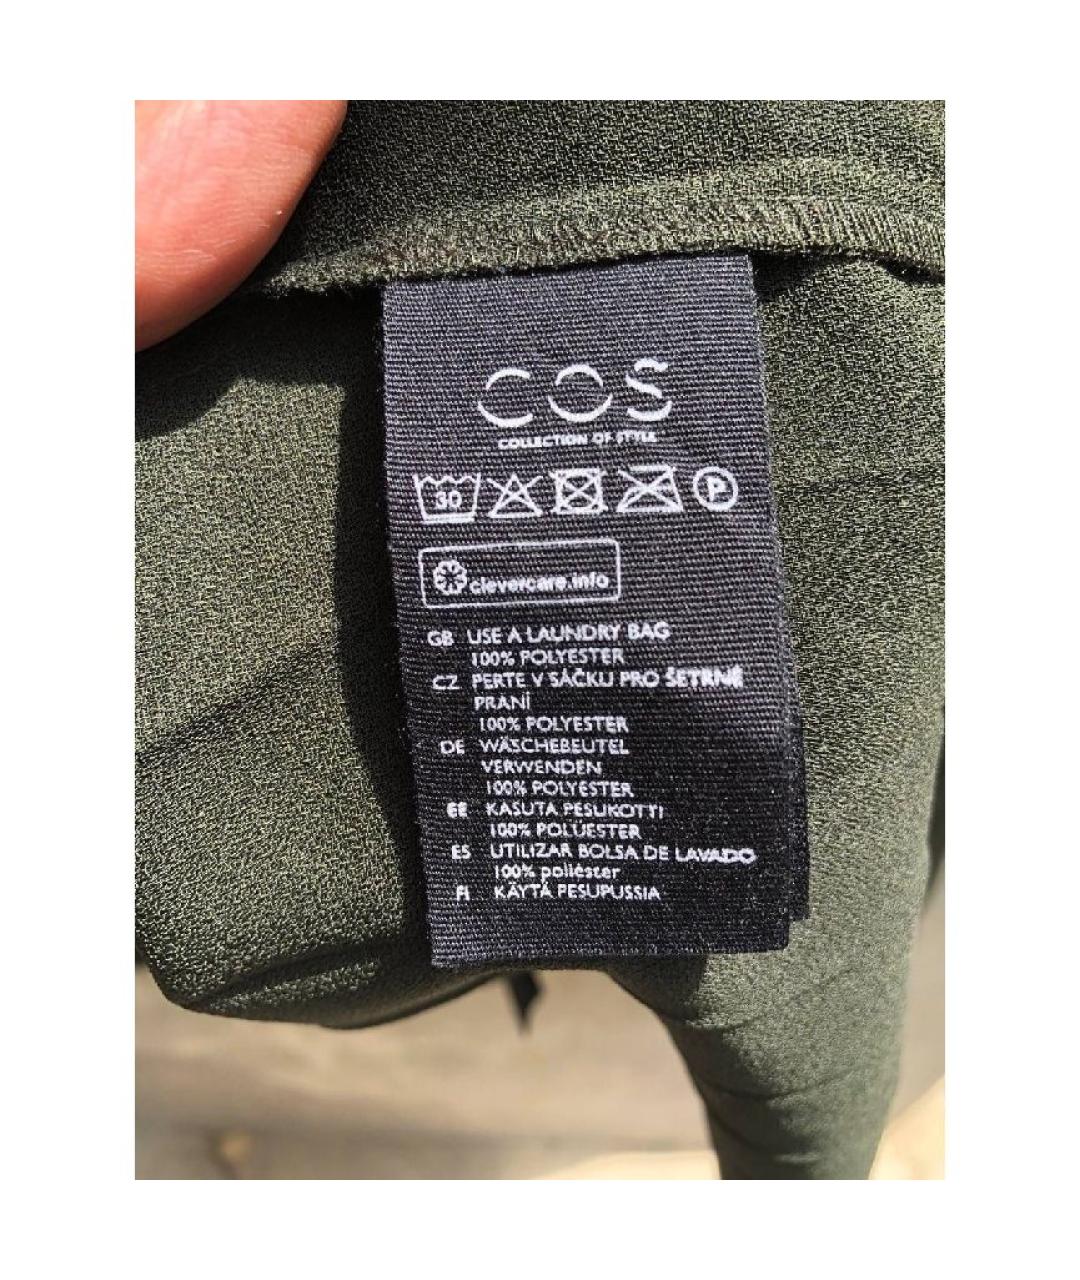 COS
COLLECTION OF STYLE
30 P
clevercare.info
GB USE A LAUNDRY BAG
100% POLYESTER
CZ PERTE V SÁČKU PRO ŠETRNÉ
PRANÍ
100% POLYESTER
DE WÄSCHEBEUTEL
VERWENDEN
100% POLYESTER
EE KASUTA PESUKOTTI
100% POLÜESTER
ES UTILIZAR BOLSA DE LAVADO
100% poliéster
FI KÄYTÄ PESUPUSSIA